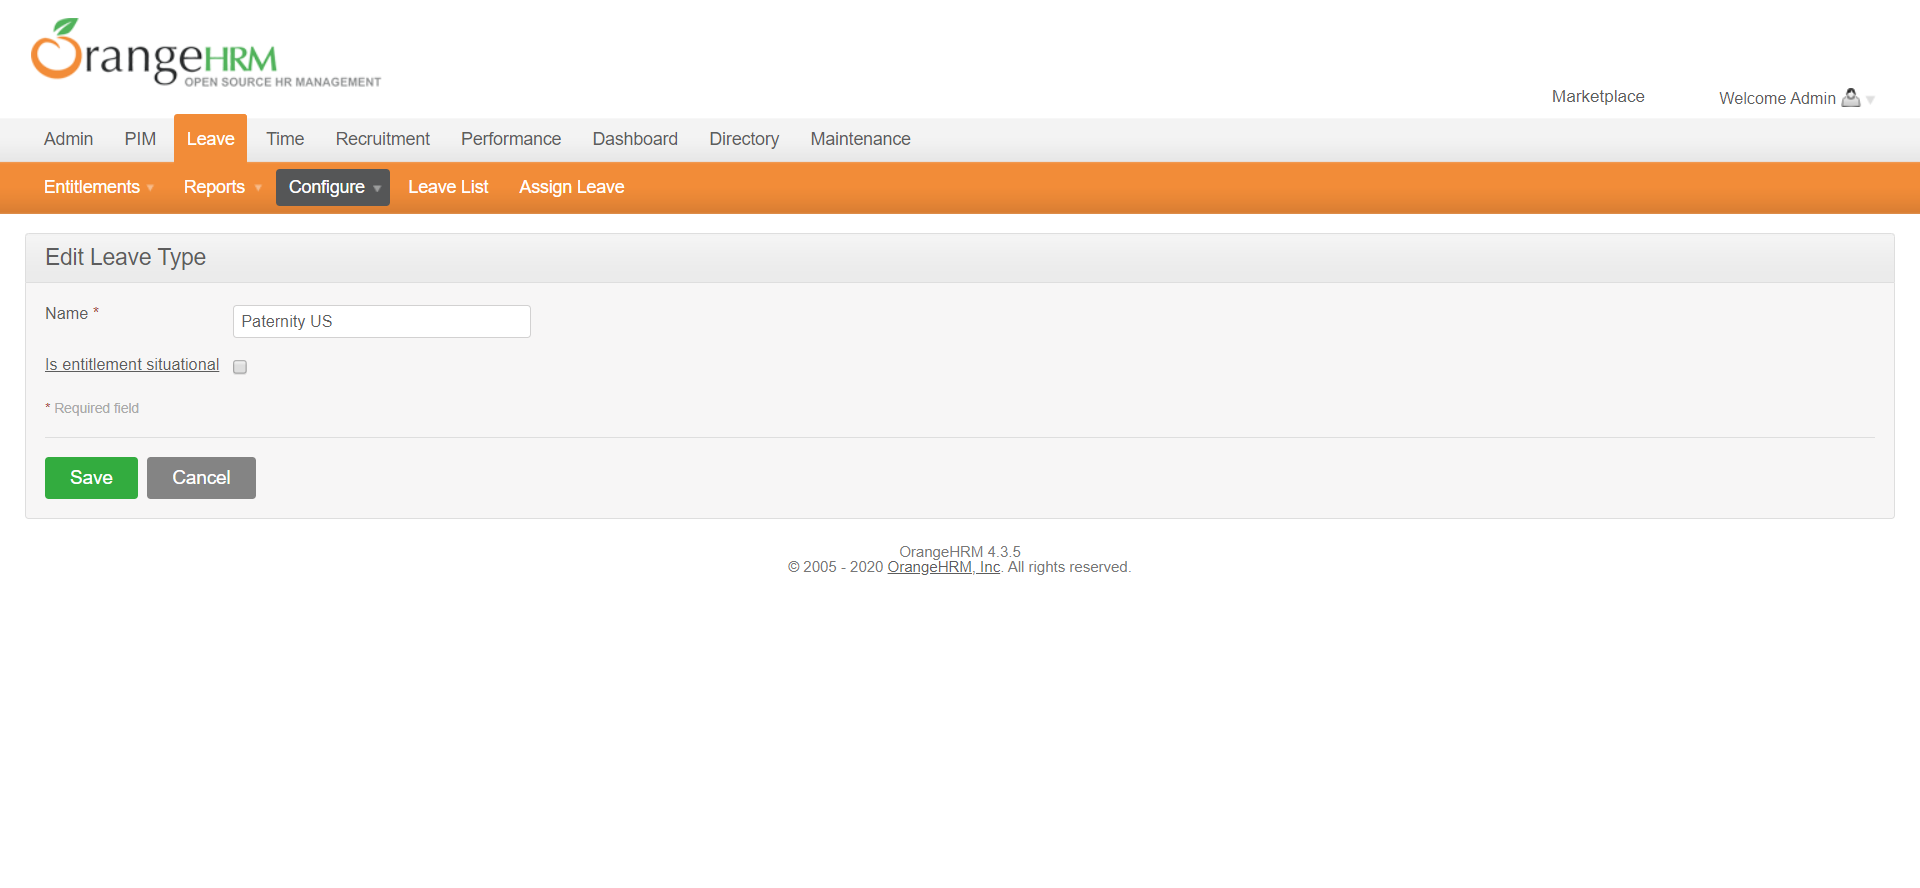 OrangeHRM
OPEN SOURCE HR MANAGEMENT
Marketplace
Welcome Admin
Admin PIM Leave Time Recruitment Performance Dashboard Directory Maintenance
Entitlements Reports Configure Leave List Assign Leave
Edit Leave Type
Name * Paternity US
Is entitlement situational
* Required field
Save Cancel
OrangeHRM 4.3.5
© 2005 - 2020 OrangeHRM, Inc. All rights reserved.